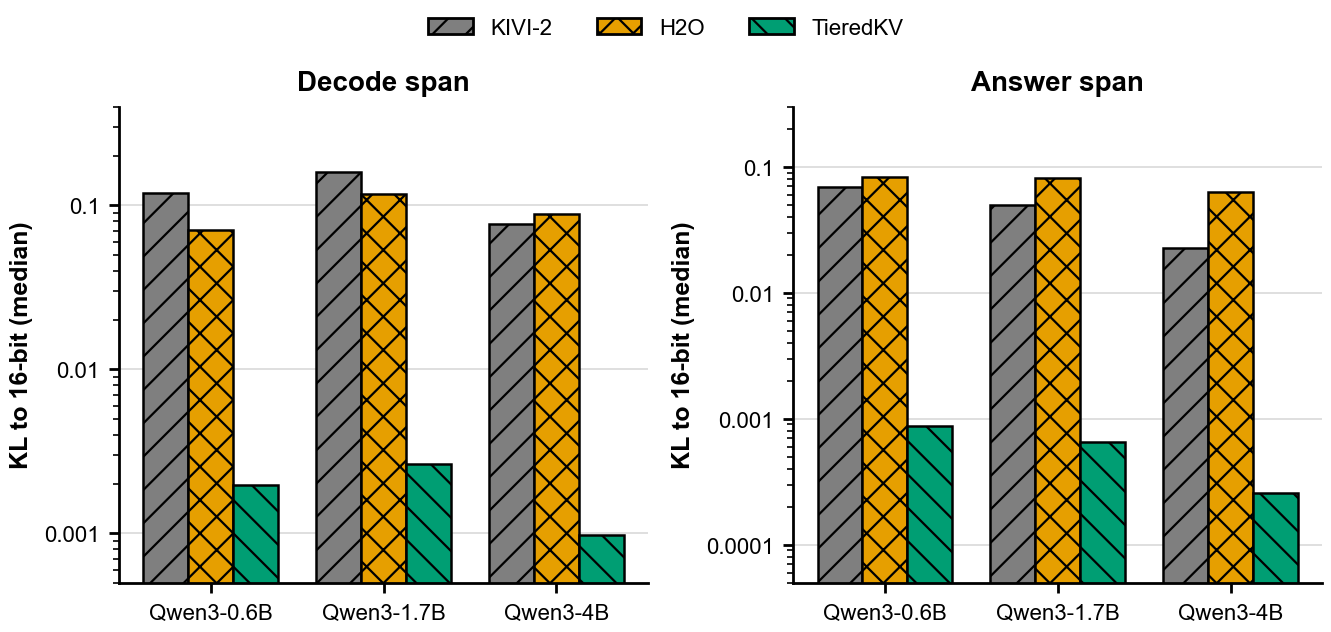 KIVI-2 H2O TieredKV
Decode span
KL to 16-bit (median)
0.1
0.01
0.001
Qwen3-0.6B Qwen3-1.7B Qwen3-4B
Answer span
KL to 16-bit (median)
0.1
0.01
0.001
0.0001
Qwen3-0.6B Qwen3-1.7B Qwen3-4B